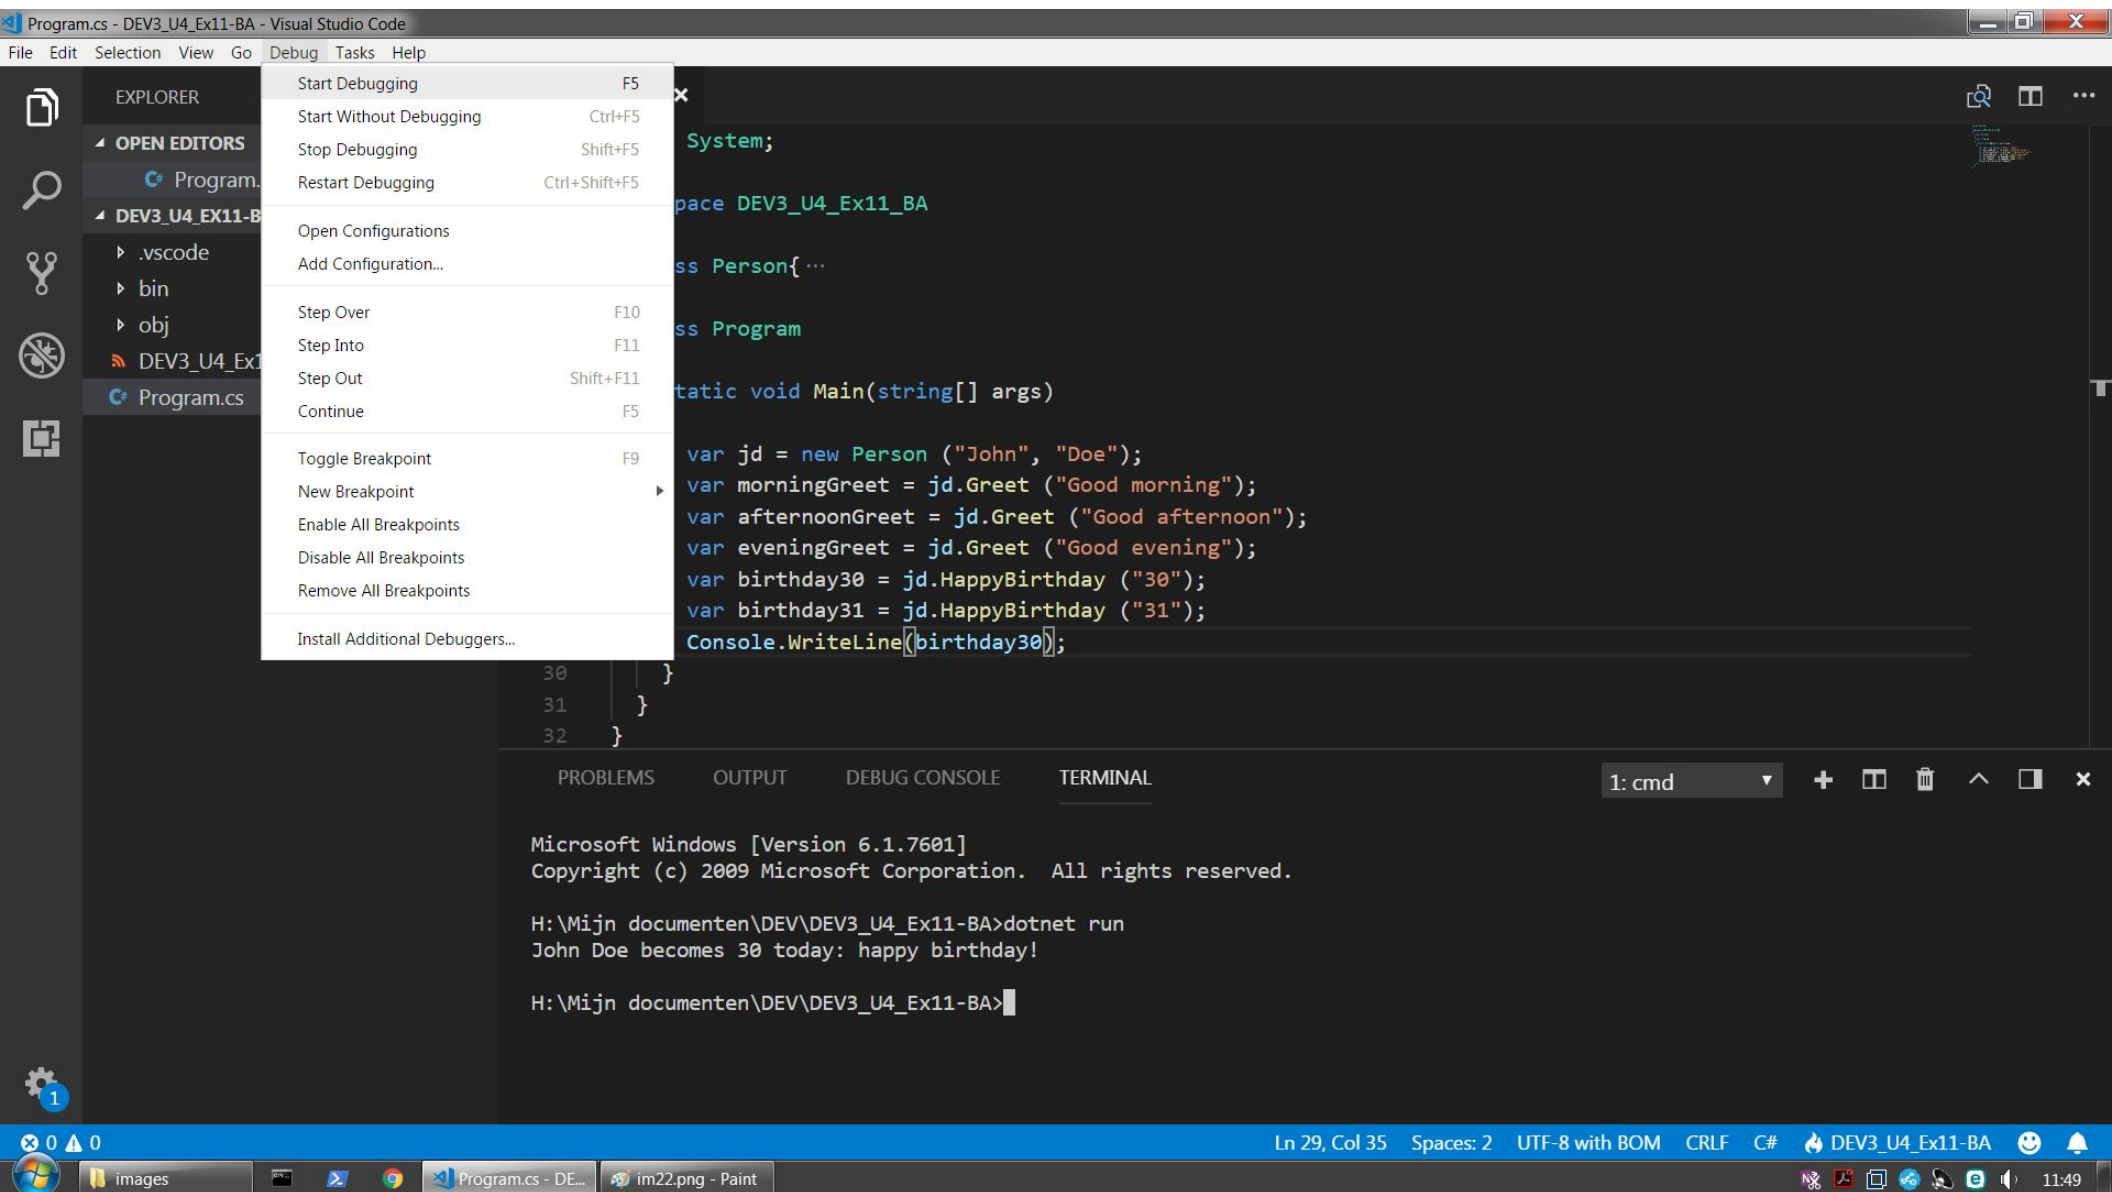 Program.cs - DEV3_U4_Ex11-BA - Visual Studio Code
File Edit Selection View Go Debug Tasks Help
EXPLORER
OPEN EDITORS
Program.
DEV3_U4_EX11-B
.vscode
bin
obj
DEV3_U4_Ex1
Program.cs
1
Start Debugging F5
Start Without Debugging Ctrl+F5
Stop Debugging Shift+F5
Restart Debugging Ctrl+Shift+F5
Open Configurations
Add Configuration...
Step Over F10
Step Into F11
Step Out Shift+F11
Continue F5
Toggle Breakpoint F9
New Breakpoint
Enable All Breakpoints
Disable All Breakpoints
Remove All Breakpoints
Install Additional Debuggers...
System;
pace DEV3_U4_Ex11_BA
ss Person{ ...
ss Program
tatic void Main(string[] args)
var jd = new Person ("John", "Doe");
var morningGreet = jd.Greet ("Good morning");
var afternoonGreet = jd.Greet ("Good afternoon");
var eveningGreet = jd.Greet ("Good evening");
var birthday30 = jd.HappyBirthday ("30");
var birthday31 = jd.HappyBirthday ("31");
Console.WriteLine(birthday30);
30 }
31 }
32 }
PROBLEMS OUTPUT DEBUG CONSOLE TERMINAL 1: cmd
Microsoft Windows [Version 6.1.7601]
Copyright (c) 2009 Microsoft Corporation. All rights reserved.
H:\Mijn documenten\DEV\DEV3_U4_Ex11-BA>dotnet run
John Doe becomes 30 today: happy birthday!
H:\Mijn documenten\DEV\DEV3_U4_Ex11-BA>
0 0 Ln 29, Col 35 Spaces: 2 UTF-8 with BOM CRLF C# DEV3_U4_Ex11-BA
images Program.cs - DE... im22.png - Paint 11:49